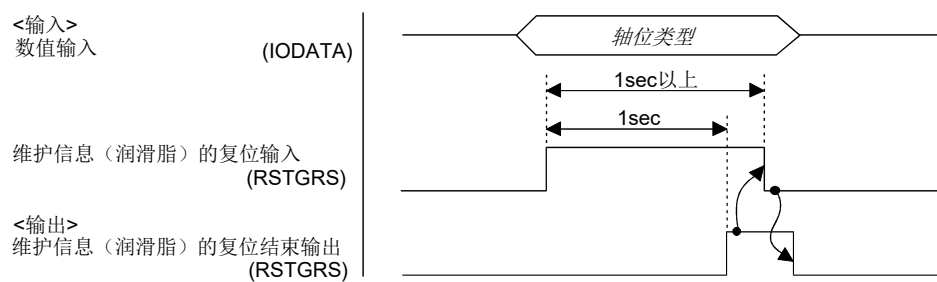 <输入>
数值输入
(IODATA)
轴位类型
1sec以上
1sec
维护信息（润滑脂）的复位输入
(RSTGRS)
<输出>
维护信息（润滑脂）的复位结束输出
(RSTGRS)